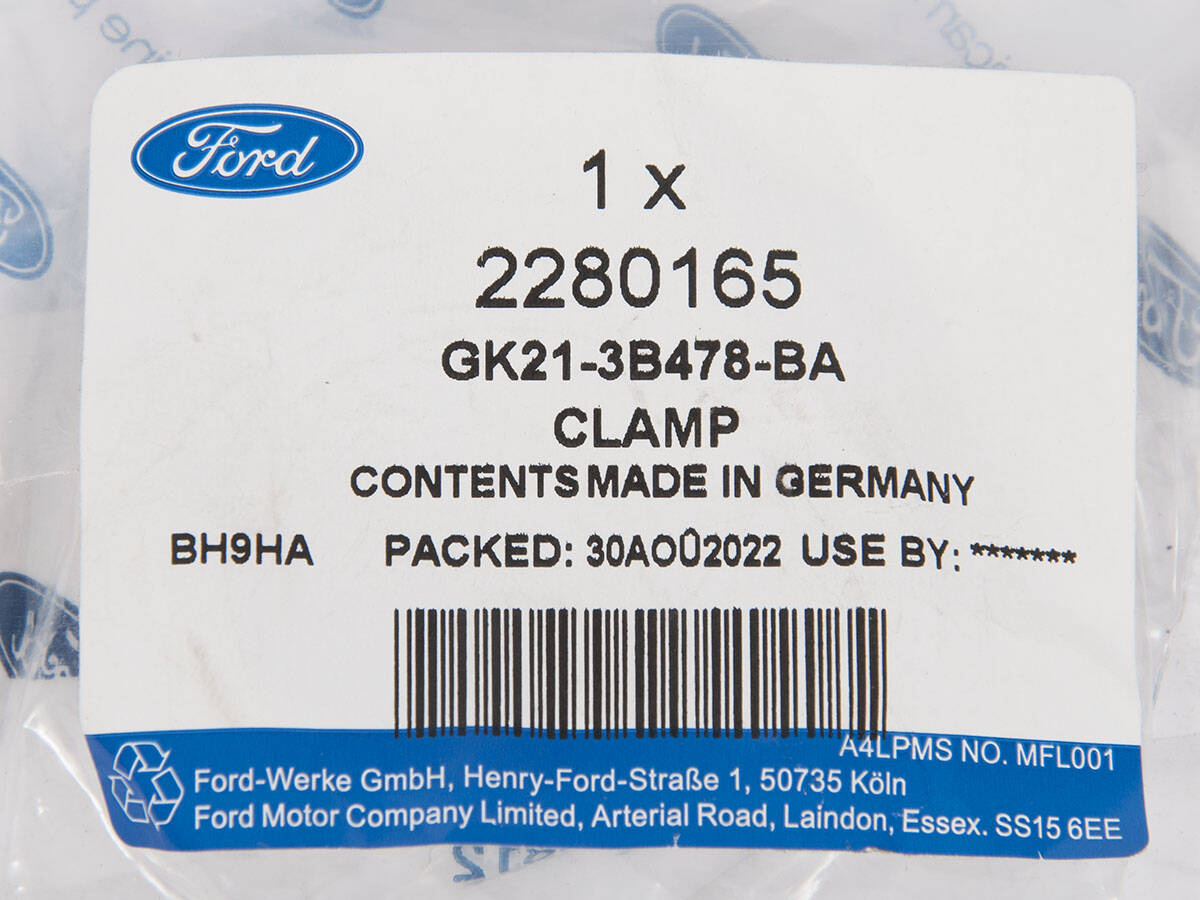 Ford
1 x
2280165
GK21-3B478-BA
CLAMP
CONTENTS MADE IN GERMANY
BH9HA PACKED: 30AOÛ2022 USE BY: *******
A4LPMS NO. MFL001
Ford-Werke GmbH, Henry-Ford-Straße 1, 50735 Köln
Ford Motor Company Limited, Arterial Road, Laindon, Essex. SS15 6EE